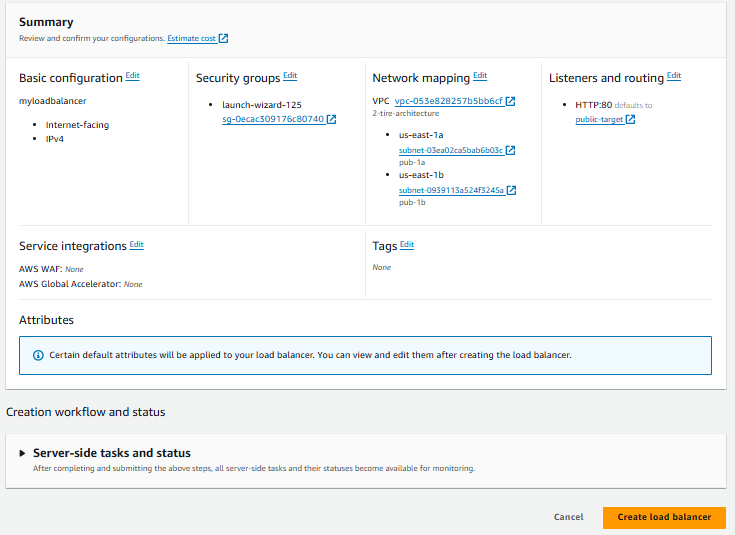 Summary
Review and confirm your configurations. Estimate cost
Basic configuration Edit
myloadbalancer
Internet-facing
IPv4
Security groups Edit
launch-wizard-125
sg-0ecac309176c80740
Network mapping Edit
VPC vpc-053e828257b5bb6cf
2-tire-architecture
us-east-1a
subnet-03ea02ca5bab6b03c
pub-1a
us-east-1b
subnet-0939113a524f3245a
pub-1b
Listeners and routing Edit
HTTP:80 defaults to
public-target
Service integrations Edit
AWS WAF: None
AWS Global Accelerator: None
Tags Edit
None
Attributes
Certain default attributes will be applied to your load balancer. You can view and edit them after creating the load balancer.
Creation workflow and status
Server-side tasks and status
After completing and submitting the above steps, all server-side tasks and their statuses become available for monitoring.
Cancel
Create load balancer